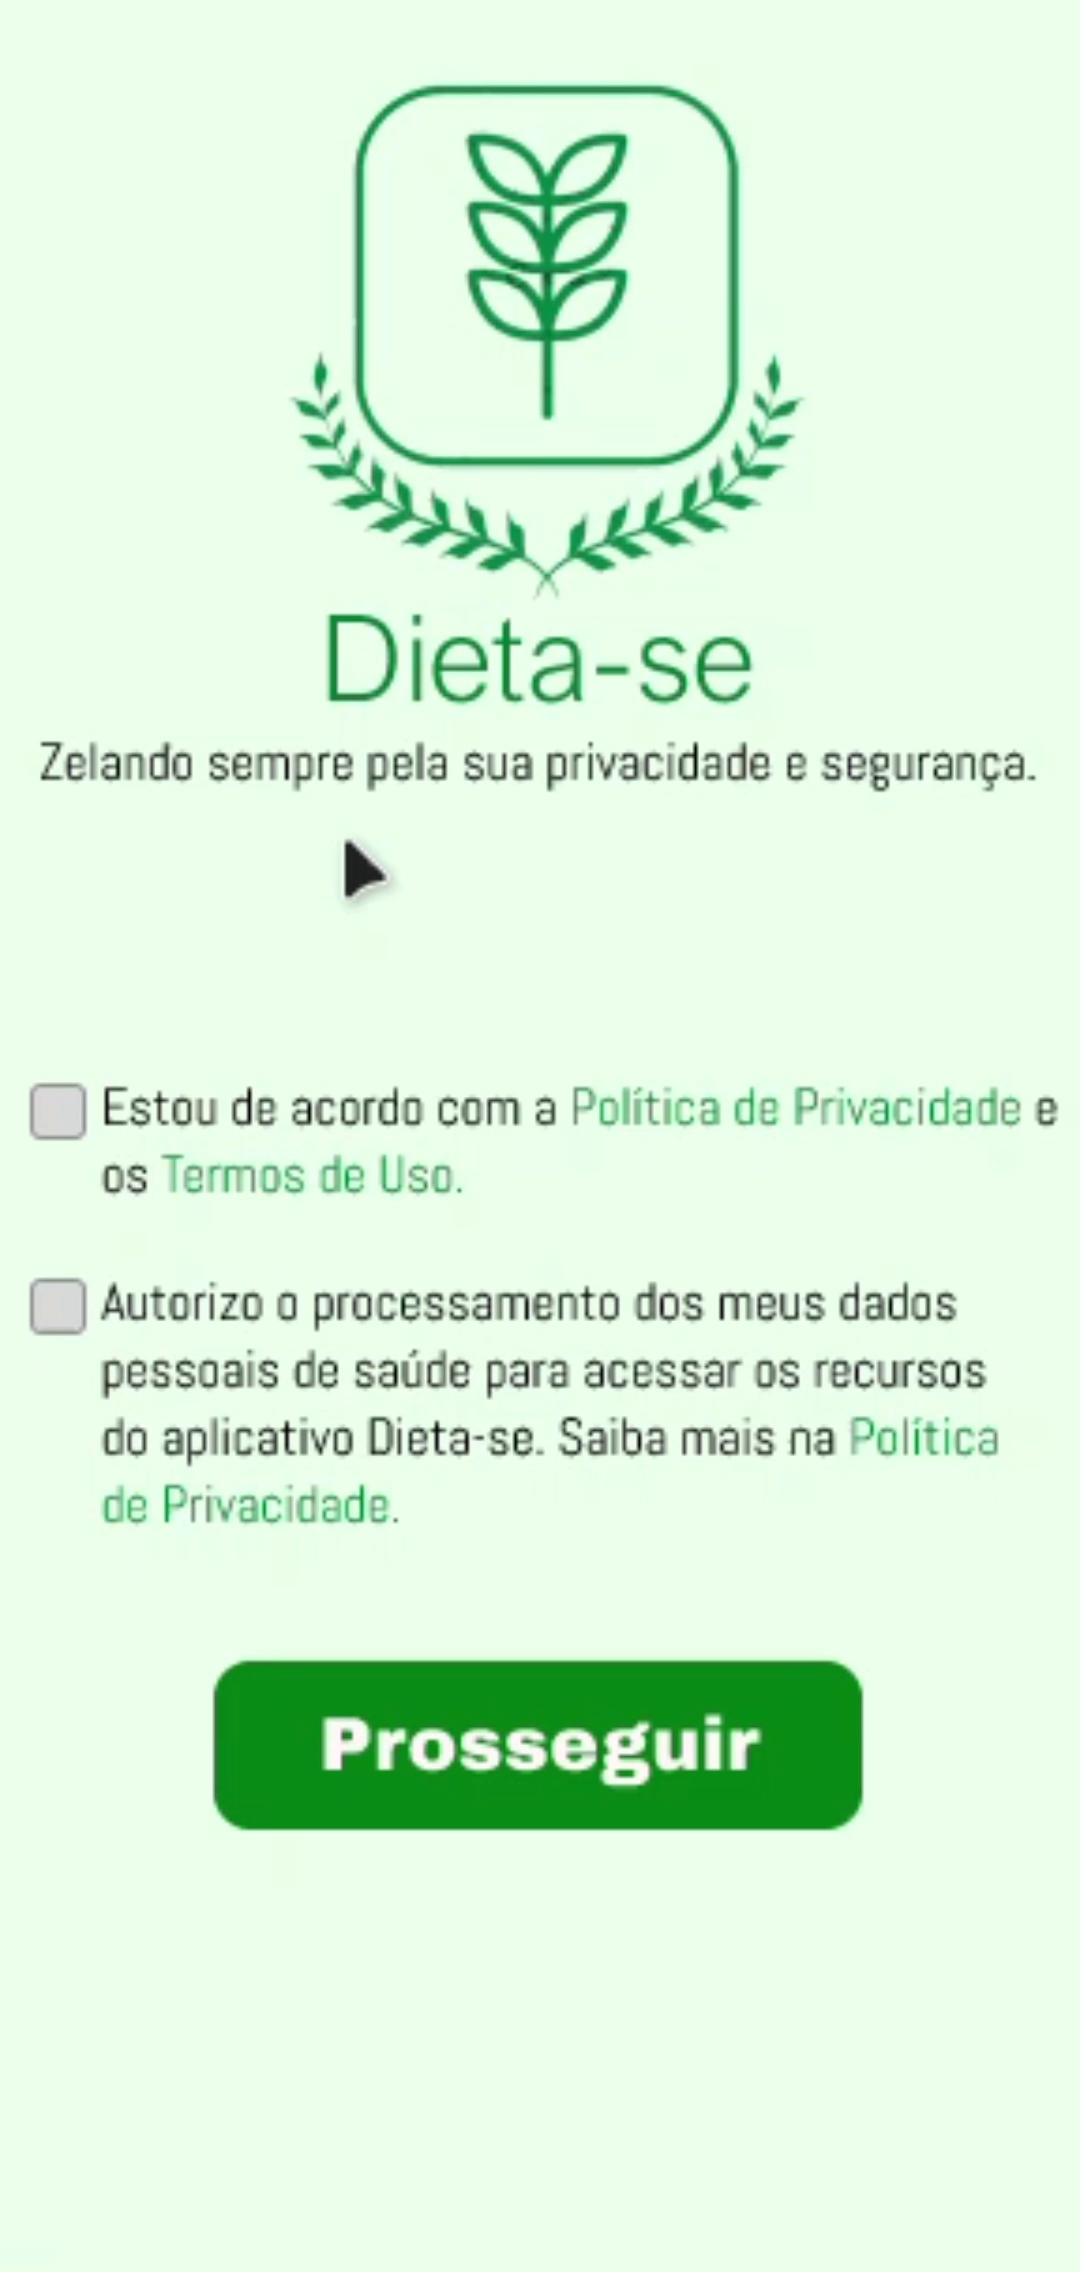 Dieta-se
Zelando sempre pela sua privacidade e segurança.
Estou de acordo com a Política de Privacidade e
os Termos de Uso.
Autorizo o processamento dos meus dados
pessoais de saúde para acessar os recursos
do aplicativo Dieta-se. Saiba mais na Política
de Privacidade.
Prosseguir